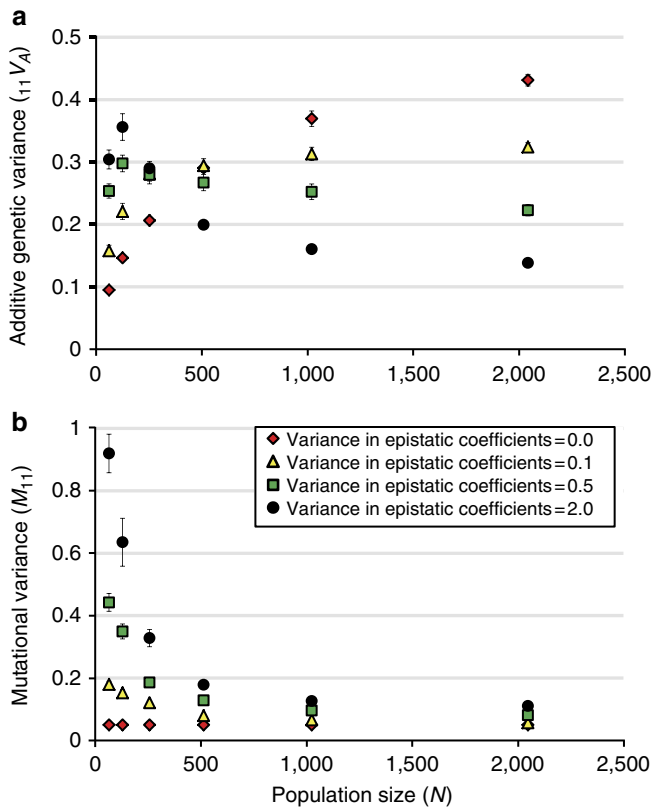 a
Additive genetic variance (₁₁V_A)
0.5
0.4
0.3
0.2
0.1
0
0
500
1,000
1,500
2,000
2,500
b
Mutational variance (M₁₁)
1
0.8
0.6
0.4
0.2
0
Variance in epistatic coefficients=0.0
Variance in epistatic coefficients=0.1
Variance in epistatic coefficients=0.5
Variance in epistatic coefficients=2.0
0
500
1,000
1,500
2,000
2,500
Population size (N)